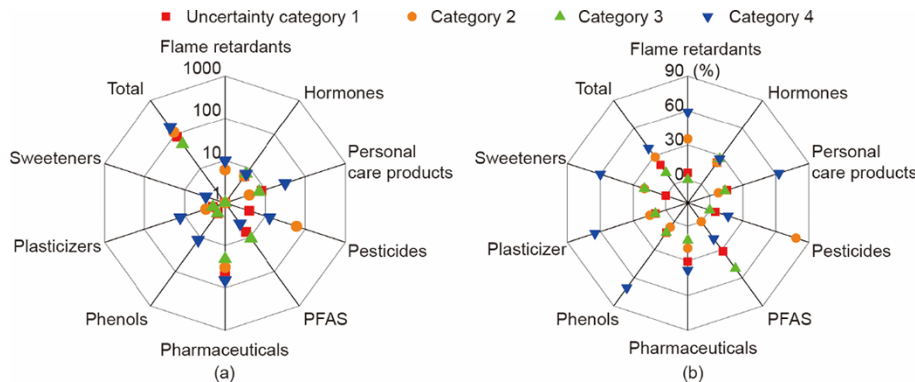 Uncertainty category 1 Category 2 Category 3 Category 4
Flame retardants
1000
100
10
1
Hormones
Personal
care products
Pesticides
PFAS
Pharmaceuticals
Phenols
Plasticizers
Sweeteners
Total
(a)
Flame retardants
90 (%)
60
30
0
Hormones
Personal
care products
Pesticides
PFAS
Pharmaceuticals
Phenols
Plasticizer
Sweeteners
Total
(b)